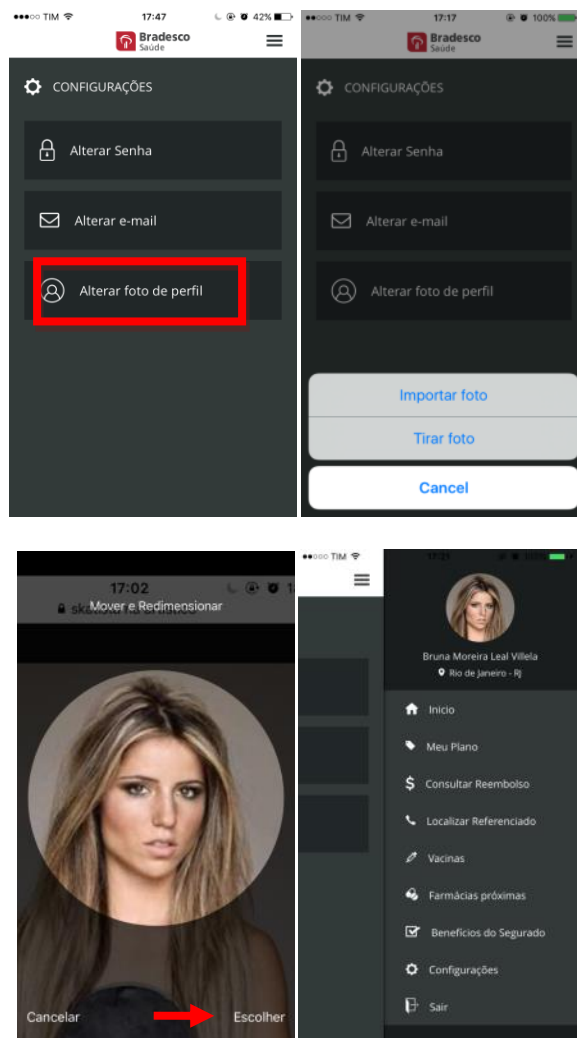 TIM 17:47 42%
Bradesco
Saúde
CONFIGURAÇÕES
Alterar Senha
Alterar e-mail
Alterar foto de perfil
TIM 17:17 100%
Bradesco
Saúde
CONFIGURAÇÕES
Alterar Senha
Alterar e-mail
Alterar foto de perfil
Importar foto
Tirar foto
Cancel
17:02
Mover e Redimensionar
Cancelar
Escolher
TIM
Bruna Moreira Leal Villela
Rio de Janeiro - RJ
Inicio
Meu Plano
Consultar Reembolso
Localizar Referenciado
Vacinas
Farmácias próximas
Benefícios do Segurado
Configurações
Sair